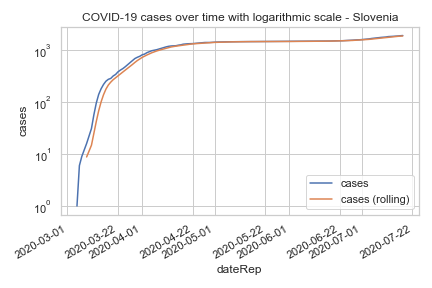 COVID-19 cases over time with logarithmic scale - Slovenia
10³
10²
10¹
10⁰
cases
cases
cases (rolling)
2020-03-01
2020-03-22
2020-04-01
2020-04-22
2020-05-01
2020-05-22
2020-06-01
2020-06-22
2020-07-01
2020-07-22
dateRep